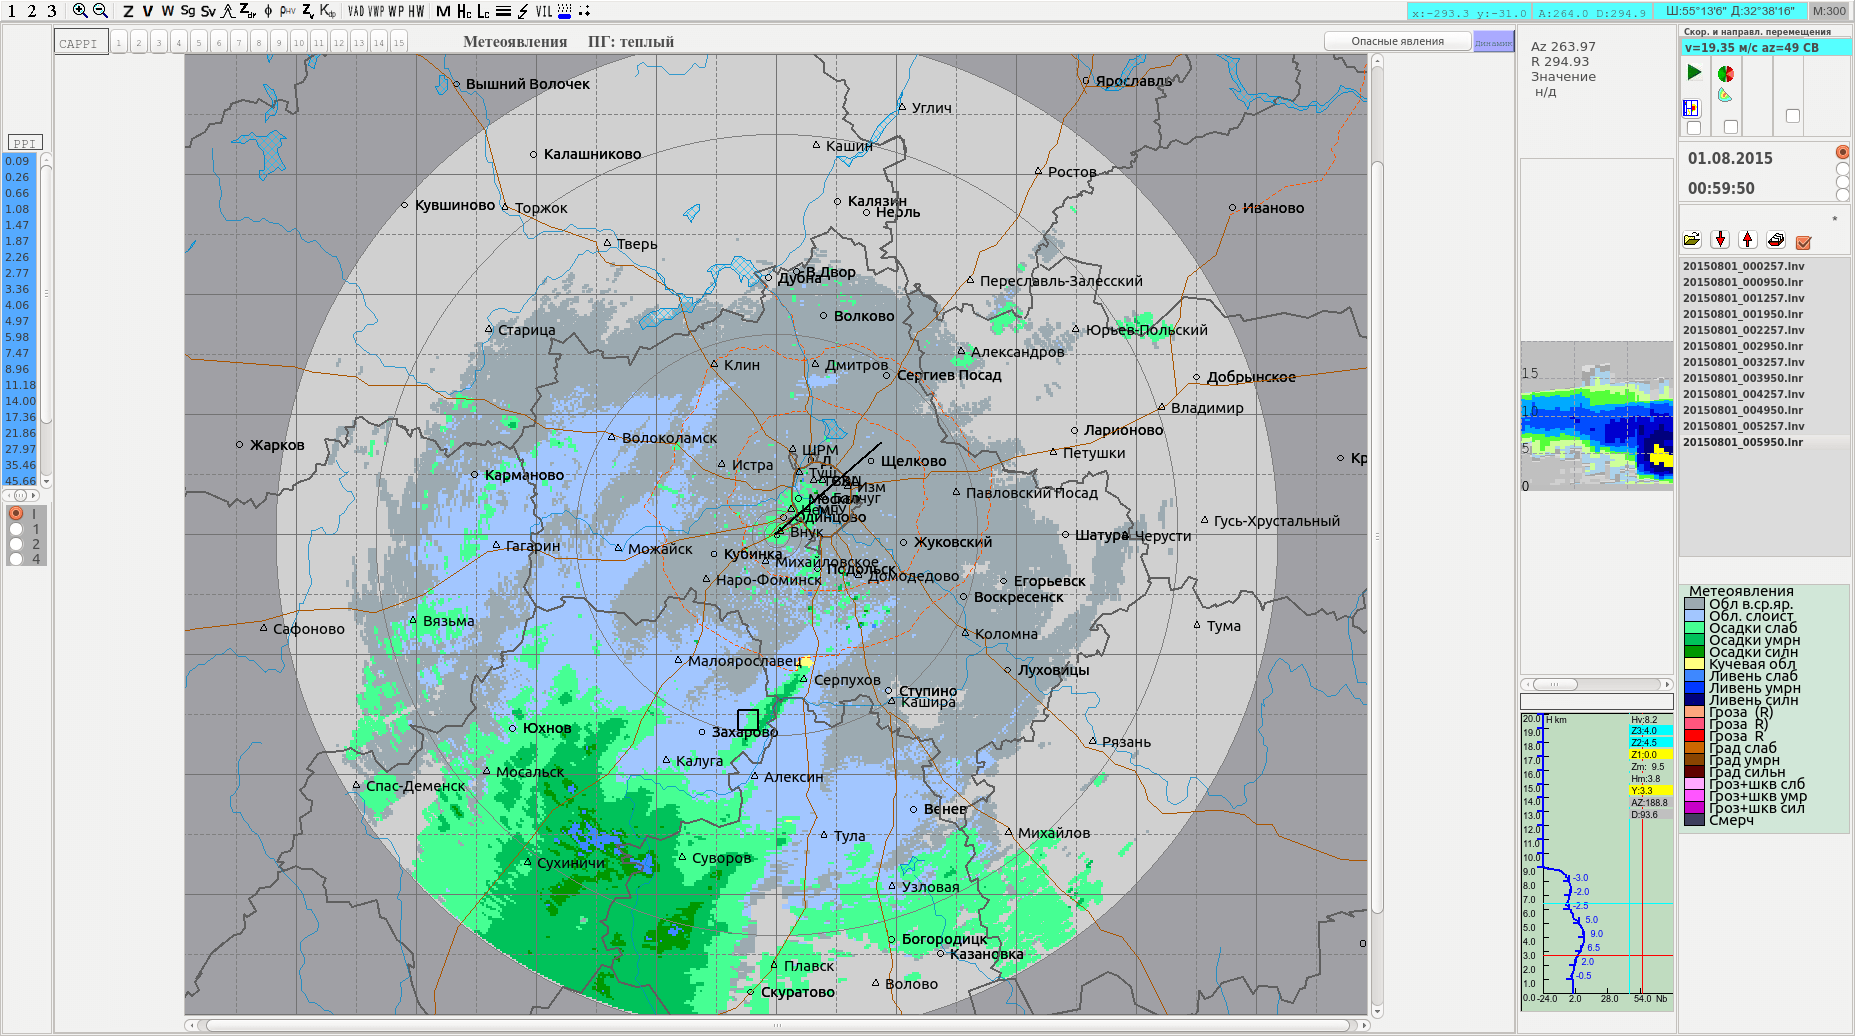 1 2 3 Z V W Sg Sv Zdr ϕ ρHV Zv Kdp VAD VWP WP HW M Hc Lc VIL
x:-293.3 y:-31.0 A:264.0 D:294.9 Ш:55°13'6" Д:32°38'16" М:300
CAPPI 1 2 3 4 5 6 7 8 9 10 11 12 13 14 15 Метеоявления ПГ: теплый Опасные явления
PPI
0.09
0.26
0.66
1.08
1.47
1.87
2.26
2.77
3.36
4.06
4.97
5.98
7.47
8.96
11.18
14.00
17.36
21.86
27.97
35.46
45.66
I
1
2
4
Вышний Волочек
Ярославль
Углич
Кашин
Калашниково
Ростов
Кувшиново
Торжок
Калязин
Нерль
Иваново
Тверь
В.Двор
Дубна
Переславль-Залесский
Волково
Старица
Юрьев-Польский
Александров
Клин
Дмитров
Сергиев Посад
Добрынское
Владимир
Волоколамск
Ларионово
Жарков
ШРМ
Петушки
Истра
Щелково
Кр
Карманово
Туш
Изм
Павловский Посад
Балчуг
Немчу
Одинцово
Гусь-Хрустальный
Внук
Шатура
Черусти
Гагарин
Можайск
Кубинка
Жуковский
Михайловское
Подольск
Домодедово
Наро-Фоминск
Егорьевск
Воскресенск
Вязьма
Сафоново
Коломна
Тума
Малоярославец
Луховицы
Серпухов
Ступино
Кашира
Юхнов
Захарово
Рязань
Калуга
Мосальск
Алексин
Спас-Деменск
Венев
Тула
Михайлов
Сухиничи
Суворов
Узловая
Богородицк
Казановка
Плавск
Волово
Скуратово
Az 263.97
R 294.93
Значение
н/д
15
10
5
0
20.0 H km
19.0
18.0
17.0
16.0
15.0
14.0
13.0
12.0
11.0
10.0
9.0
8.0
7.0
6.0
5.0
4.0
3.0
2.0
1.0
0.0 -24.0 2.0 28.0 54.0 Nb
Hv:8.2
Z3:4.0
Z2:4.5
Z1:0.0
Zm: 9.5
Hm:3.8
Y:3.3
AZ:188.8
D:93.6
-3.0
-2.0
-2.5
5.0
9.0
6.5
2.0
-0.5
Скор. и направл. перемещения
v=19.35 м/с az=49 СВ
01.08.2015
00:59:50
*
20150801_000257.lnv
20150801_000950.lnr
20150801_001257.lnv
20150801_001950.lnr
20150801_002257.lnv
20150801_002950.lnr
20150801_003257.lnv
20150801_003950.lnr
20150801_004257.lnv
20150801_004950.lnr
20150801_005257.lnv
20150801_005950.lnr
Метеоявления
Обл в.ср.яр.
Обл. слоист
Осадки слаб
Осадки умрн
Осадки силн
Кучевая обл
Ливень слаб
Ливень умрн
Ливень силн
Гроза (R)
Гроза R)
Гроза R
Град слаб
Град умрн
Град сильн
Гроз+шкв слб
Гроз+шкв умр
Гроз+шкв сил
Смерч